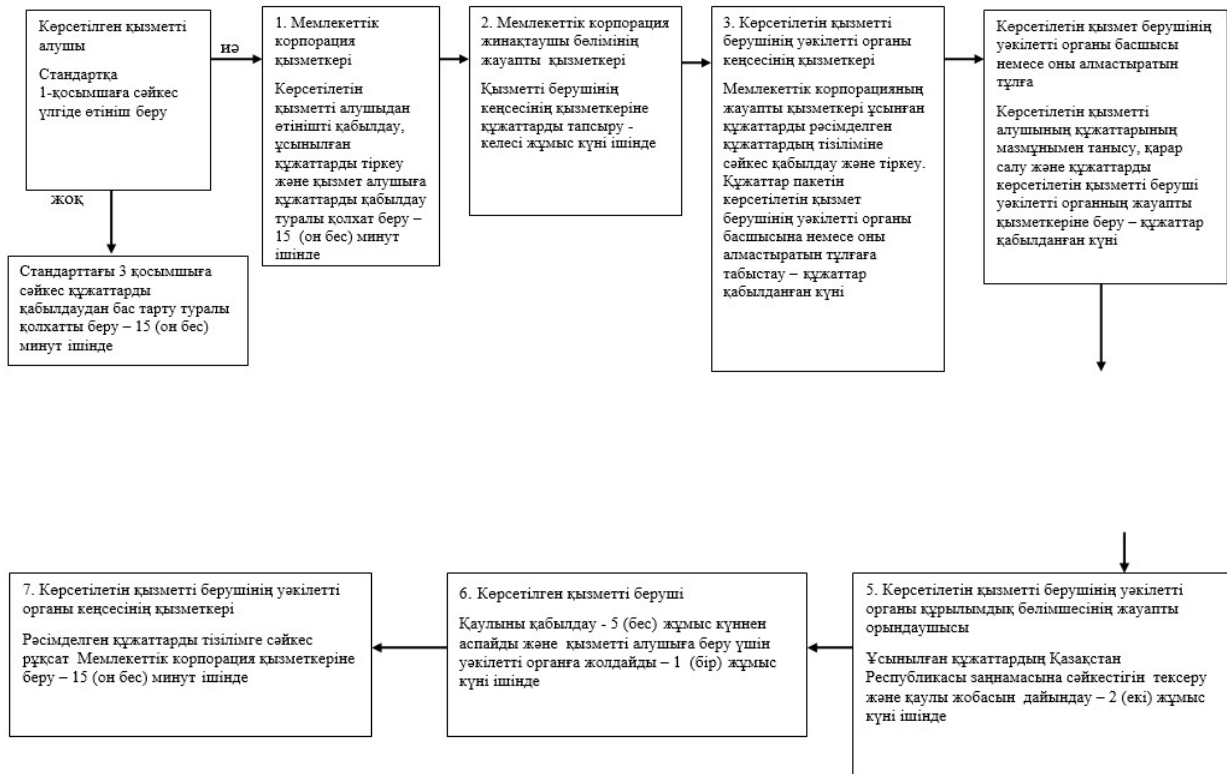 Көрсетілген қызметті
алушы
Стандартқа
1-қосымшаға сәйкес
үлгіде өтініш беру
иә
жоқ
Стандарттағы 3 қосымшыға
сәйкес құжаттарды
қабылдаудан бас тарту туралы
қолхатты беру – 15 (он бес)
минут ішінде
1. Мемлекеттік
корпорация
қызметкері
Көрсетілетін
қызметті алушыдан
өтінішті қабылдау,
ұсынылған
құжаттарды тіркеу
және қызмет алушыға
құжаттарды қабылдау
туралы қолхат беру –
15 (он бес) минут
ішінде
2. Мемлекеттік корпорация
жинақтаушы бөлімінің
жауапты қызметкері
Қызметті берушінің
кеңсесінің қызметкеріне
құжаттарды тапсыру -
келесі жұмыс күні ішінде
3. Көрсетілетін қызметті
берушінің уәкілетті органы
кеңсесінің қызметкері
Мемлекеттік корпорацияның
жауапты қызметкері ұсынған
құжаттарды рәсімделген
құжаттардың тізіліміне
сәйкес қабылдау және тіркеу.
Құжаттар пакетін
көрсетілетін қызмет
берушінің уәкілетті органы
басшысына немесе оны
алмастыратын тұлғаға
табыстау – құжаттар
қабылданған күні
Көрсетілетін қызмет берушінің
уәкілетті органы басшысы
немесе оны алмастыратын
тұлға
Көрсетілетін қызметті
алушының құжаттарының
мазмұнымен танысу, қарар
салу және құжаттарды
көрсетілетін қызметті беруші
уәкілетті органның жауапты
қызметкеріне беру – құжаттар
қабылданған күні
5. Көрсетілетін қызметті берушінің уәкілетті
органы құрылымдық бөлімшесінің жауапты
орындаушысы
Ұсынылған құжаттардың Қазақстан
Республикасы заңнамасына сәйкестігін тексеру
және қаулы жобасын дайындау – 2 (екі) жұмыс
күні ішінде
6. Көрсетілген қызметті беруші
Қаулыны қабылдау - 5 (бес) жұмыс күннен
аспайды және қызметті алушыға беру үшін
уәкілетті органға жолдайды – 1 (бір) жұмыс
күні ішінде
7. Көрсетілетін қызметті берушінің уәкілетті
органы кеңсесінің қызметкері
Рәсімделген құжаттарды тізілімге сәйкес
рұқсат Мемлекеттік корпорация қызметкеріне
беру – 15 (он бес) минут ішінде